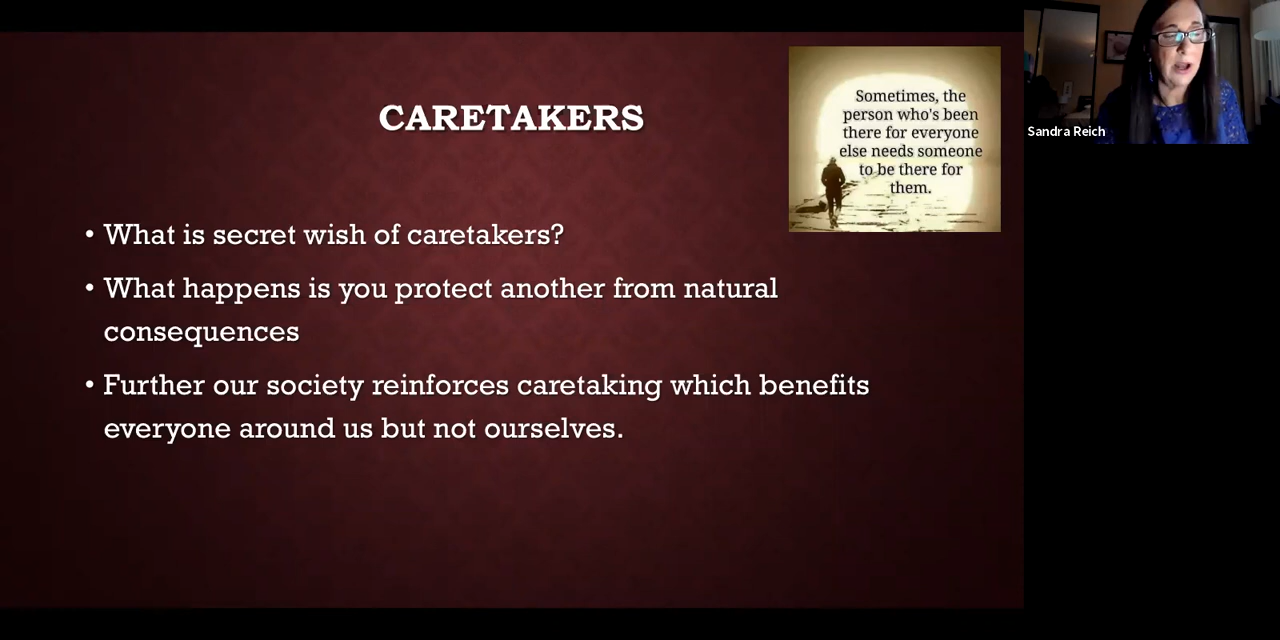 CARETAKERS
Sometimes, the
person who's been
there for everyone
else needs someone
to be there for
them.
• What is secret wish of caretakers?
• What happens is you protect another from natural
consequences
• Further our society reinforces caretaking which benefits
everyone around us but not ourselves.
Sandra Reich